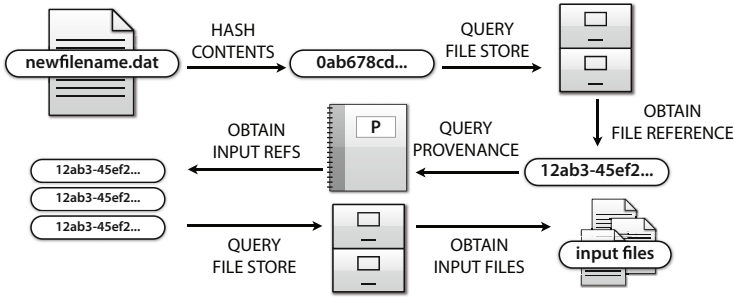 newfilename.dat
HASH
CONTENTS
0ab678cd...
QUERY
FILE STORE
OBTAIN
FILE REFERENCE
12ab3-45ef2...
QUERY
PROVENANCE
P
OBTAIN
INPUT REFS
12ab3-45ef2...
12ab3-45ef2...
12ab3-45ef2...
QUERY
FILE STORE
OBTAIN
INPUT FILES
input files